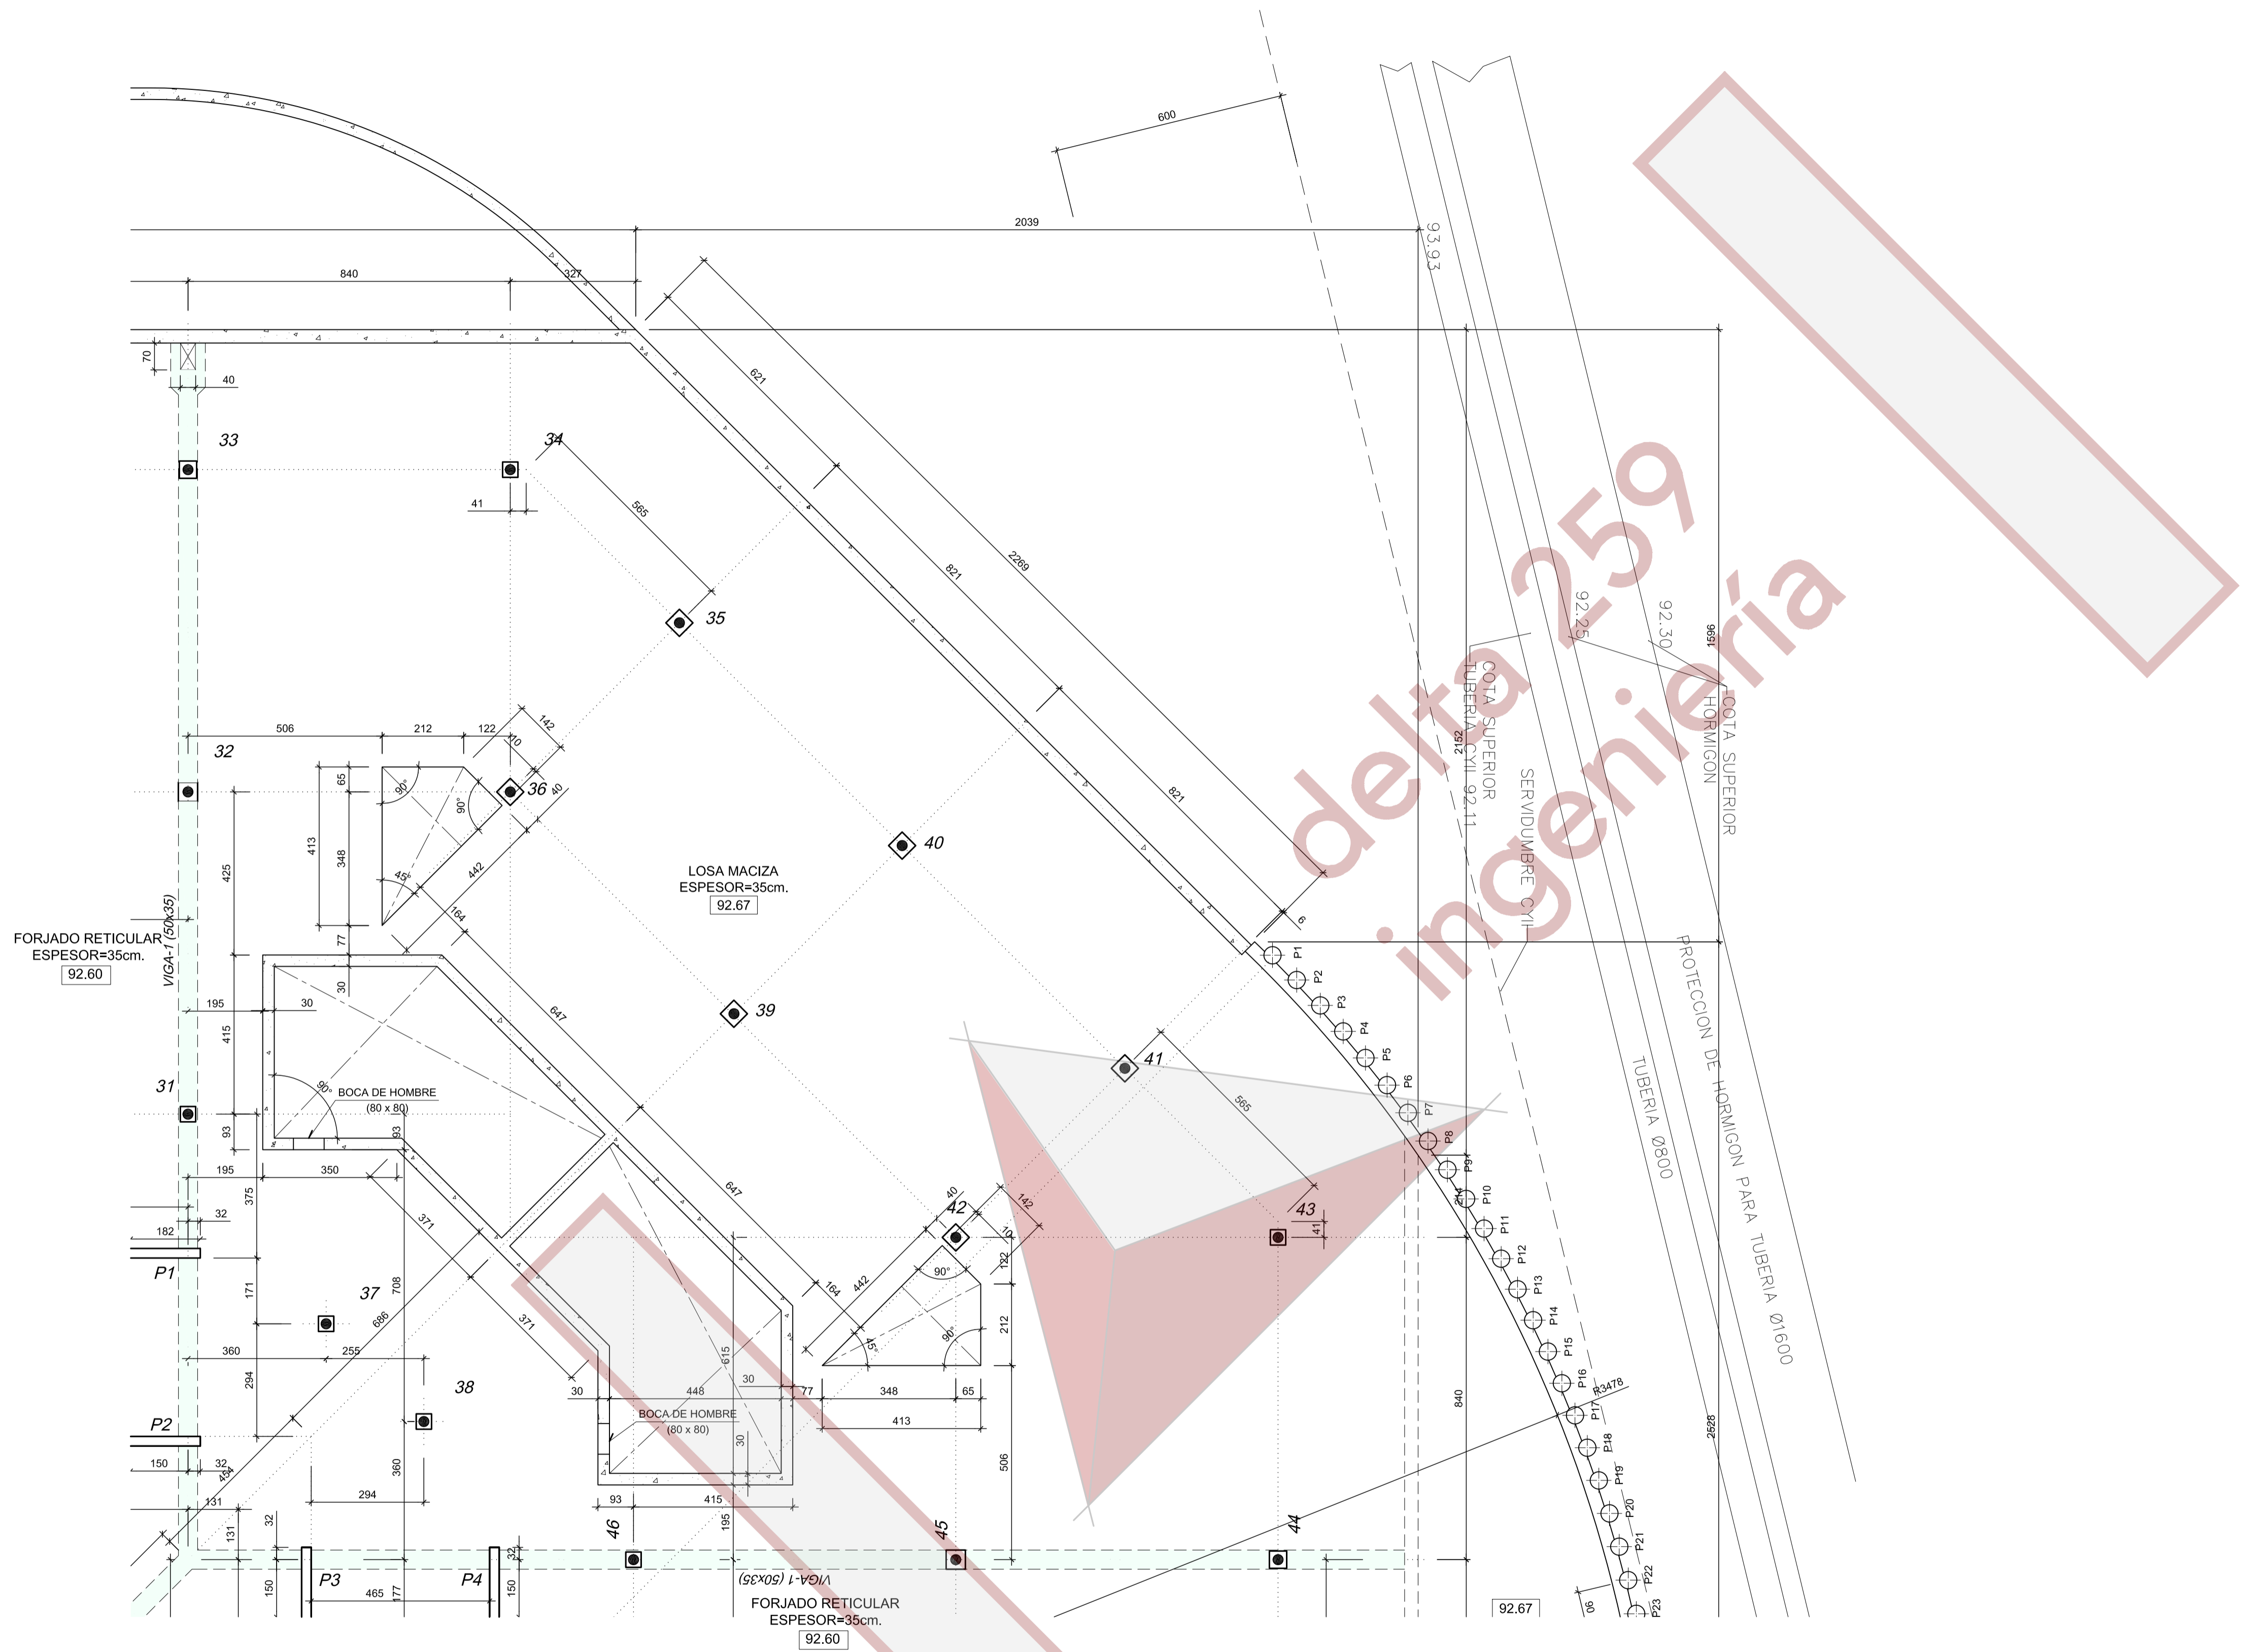 600
2039
840
327
93.93
70
40
621
2269
33
34
41
565
821
35
delta 259
ingeniería
92.25
92.30
1596
COTA SUPERIOR
TUBERIA CYII 92.11
COTA SUPERIOR
HORMIGON
2152
SERVIDUMBRE CYII
821
506
212
122
142
10
32
65
90°
90°
36
40
413
348
442
45°
425
164
40
LOSA MACIZA
ESPESOR=35cm.
92.67
VIGA-1 (50x35)
FORJADO RETICULAR
ESPESOR=35cm.
92.60
77
30
6
195
30
415
39
647
41
565
31
90°
BOCA DE HOMBRE
(80 x 80)
93
93
195
350
375
32
182
P1
371
647
42
40
142
10
43
41
122
P1
P2
P3
P4
P5
P6
P7
P8
P9
P10
P11
P12
P13
P14
P15
P16
P17
P18
P19
P20
P21
P22
P23
214
TUBERIA Ø800
PROTECCION DE HORMIGON PARA TUBERIA Ø1600
171
37
708
686
371
442
164
90°
90°
45°
212
360
255
615
294
38
30
448
30
77
348
65
413
BOCA DE HOMBRE
(80 x 80)
30
R3478
840
2528
P2
150
32
454
360
506
294
93
415
131
131
32
195
46
45
44
32
P3
P4
150
465
177
150
VIGA-1 (50x35)
FORJADO RETICULAR
ESPESOR=35cm.
92.60
92.67
90